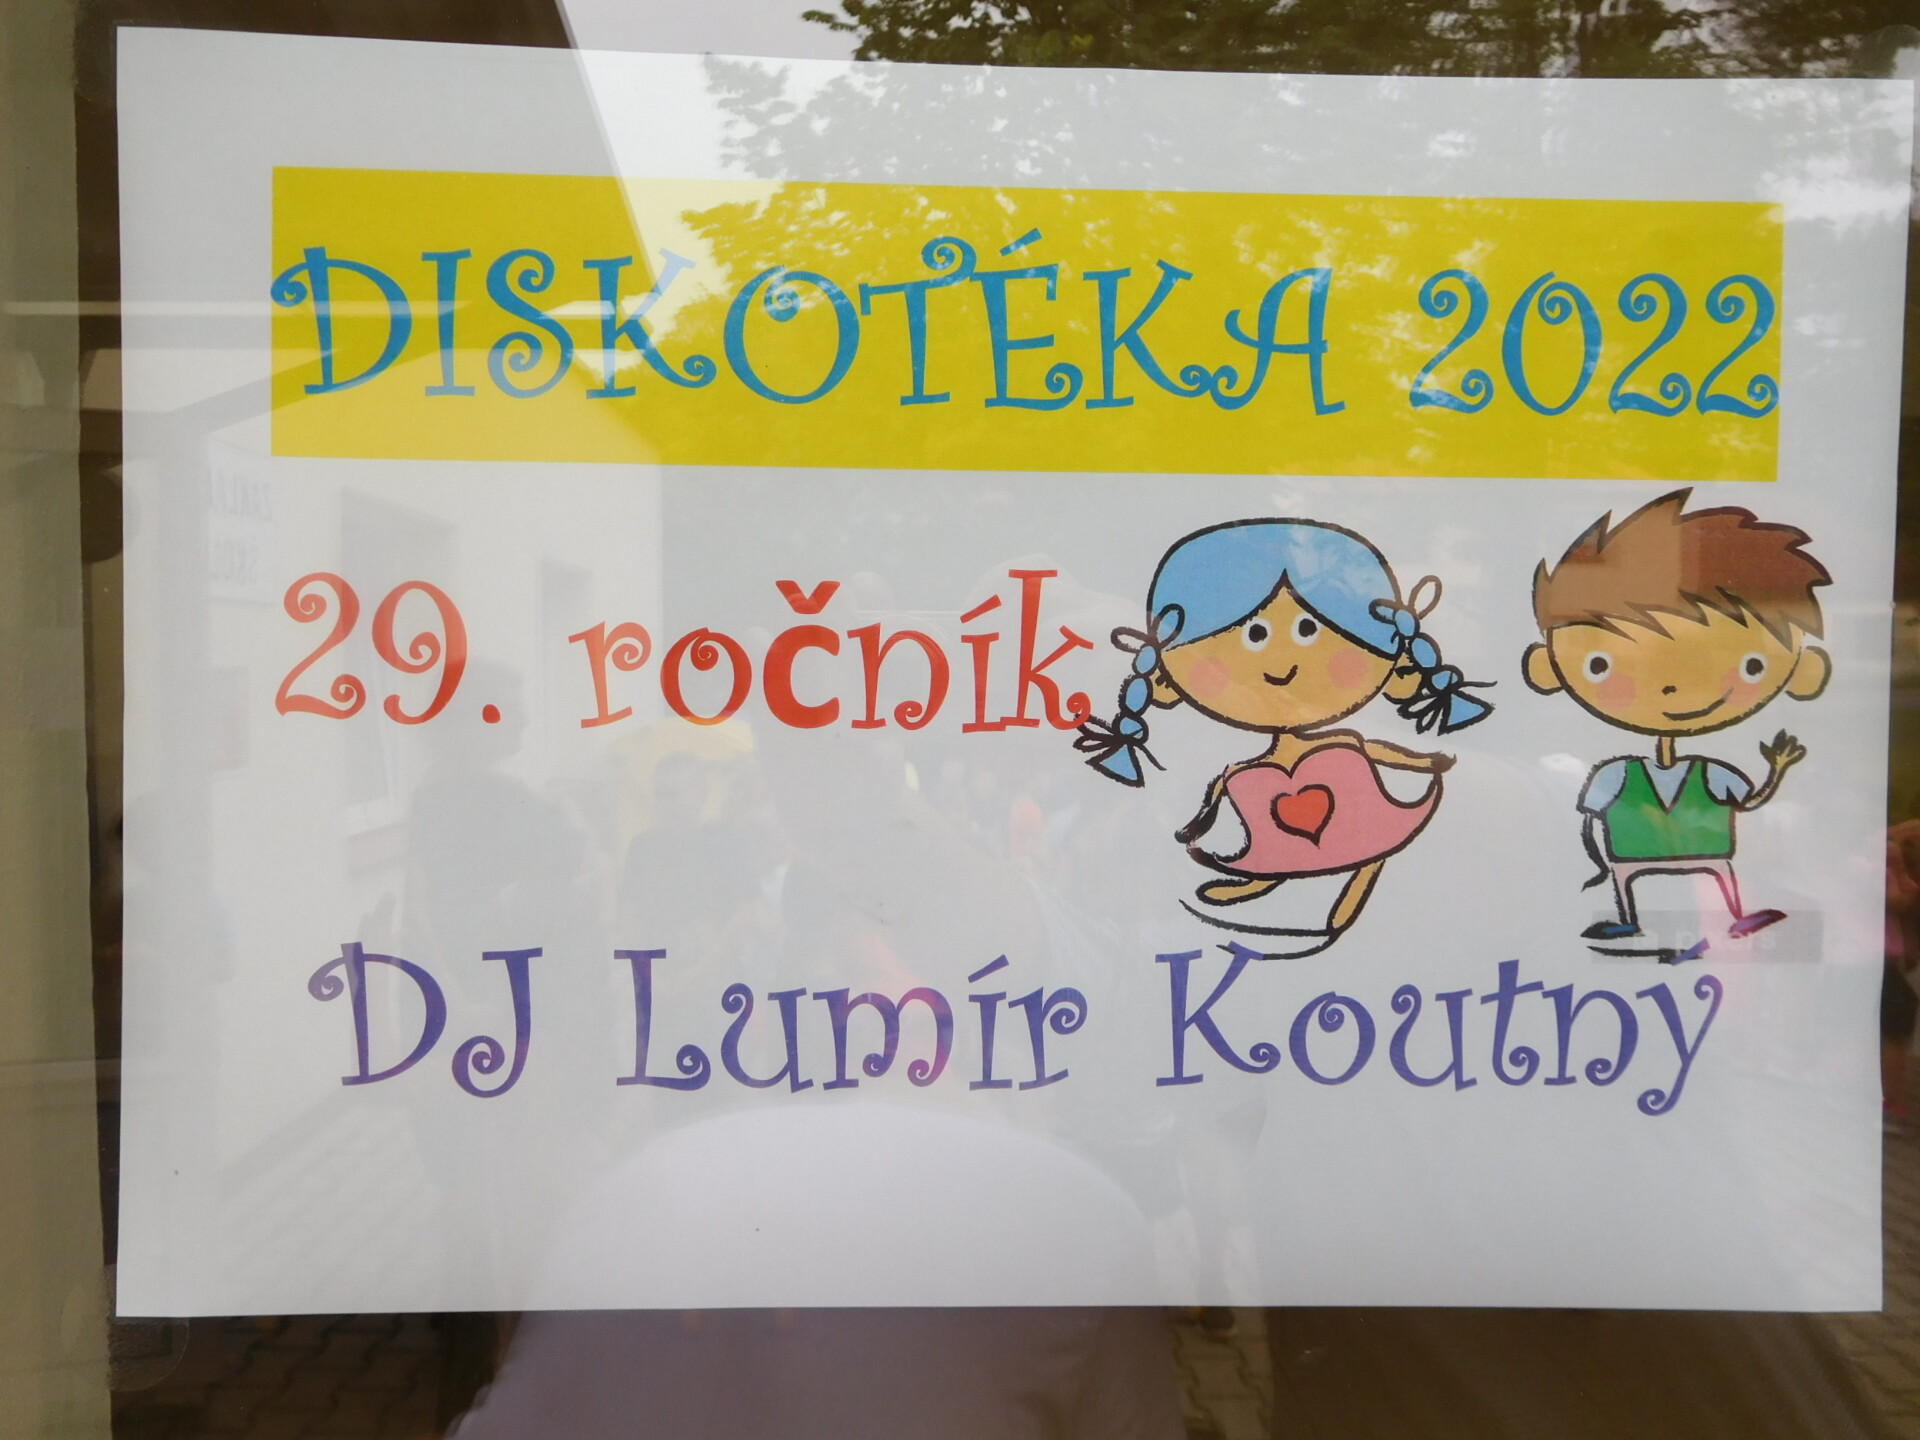 DISKOTÉKA 2022
29. ročník
DJ Lumír Koutný